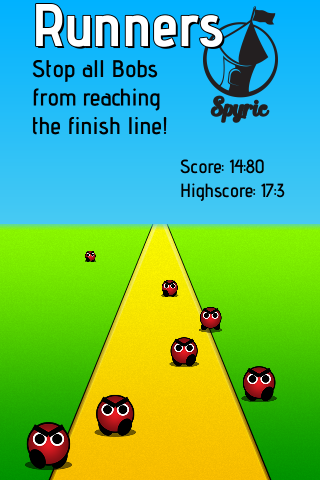 Runners
Stop all Bobs
from reaching
the finish line!
Spyric
Score: 14:80
Highscore: 17:3